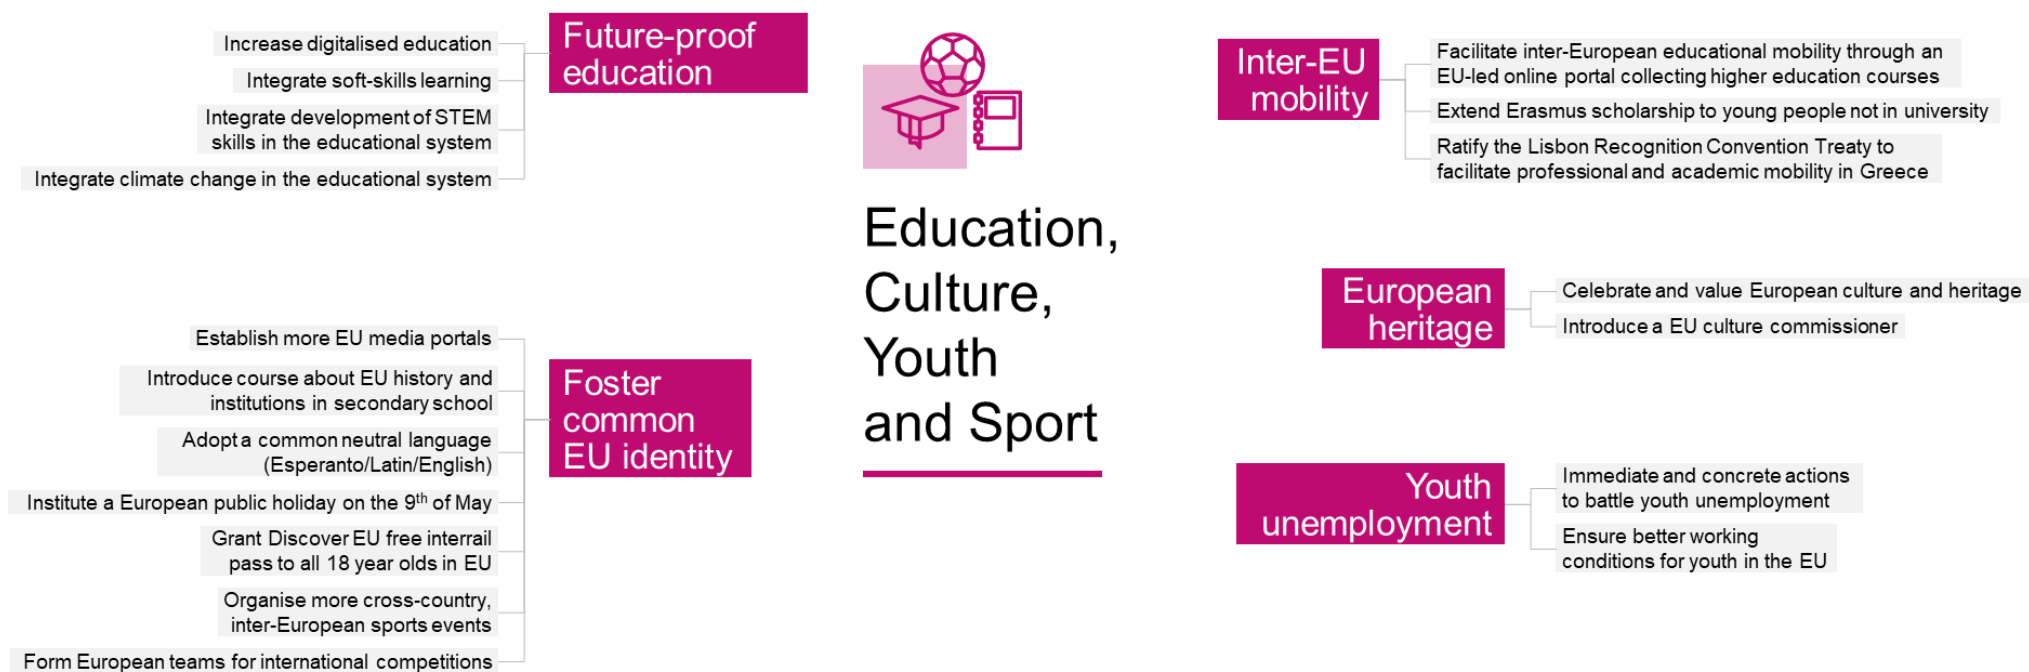 Future-proof
education
Increase digitalised education
Integrate soft-skills learning
Integrate development of STEM
skills in the educational system
Integrate climate change in the educational system
Foster
common
EU identity
Establish more EU media portals
Introduce course about EU history and
institutions in secondary school
Adopt a common neutral language
(Esperanto/Latin/English)
Institute a European public holiday on the 9th of May
Grant Discover EU free interrail
pass to all 18 year olds in EU
Organise more cross-country,
inter-European sports events
Form European teams for international competitions
Education,
Culture,
Youth
and Sport
Inter-EU
mobility
Facilitate inter-European educational mobility through an
EU-led online portal collecting higher education courses
Extend Erasmus scholarship to young people not in university
Ratify the Lisbon Recognition Convention Treaty to
facilitate professional and academic mobility in Greece
European
heritage
Celebrate and value European culture and heritage
Introduce a EU culture commissioner
Youth
unemployment
Immediate and concrete actions
to battle youth unemployment
Ensure better working
conditions for youth in the EU